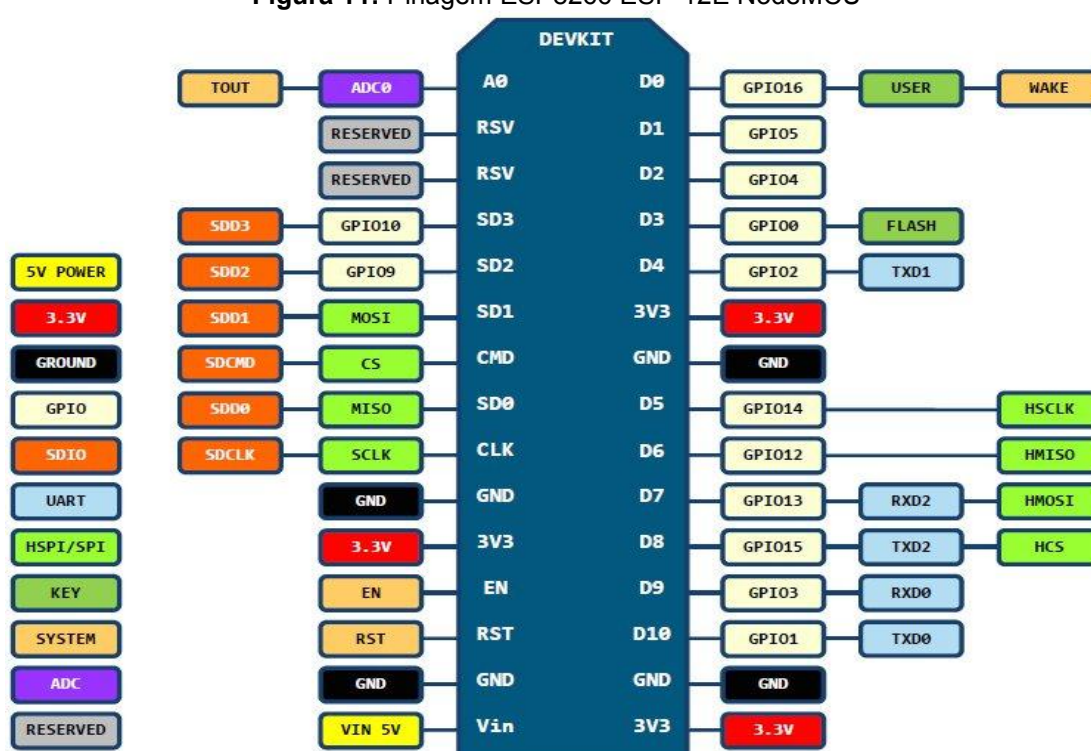 Pinagem ESP8266 ESP-12E NodeMCU
DEVKIT
TOUT ADC0 A0 D0 GPIO16 USER WAKE
RESERVED RSV D1 GPIO5
RESERVED RSV D2 GPIO4
SDD3 GPIO10 SD3 D3 GPIO0 FLASH
5V POWER SDD2 GPIO9 SD2 D4 GPIO2 TXD1
3.3V SDD1 MOSI SD1 3V3 3.3V
GROUND SDCMD CS CMD GND GND
GPIO SDD0 MISO SD0 D5 GPIO14 HSCLK
SDIO SDCLK SCLK CLK D6 GPIO12 HMISO
UART GND GND D7 GPIO13 RXD2 HMOSI
HSPI/SPI 3.3V 3V3 D8 GPIO15 TXD2 HCS
KEY EN EN D9 GPIO3 RXD0
SYSTEM RST RST D10 GPIO1 TXD0
ADC GND GND GND GND
RESERVED VIN 5V Vin 3V3 3.3V